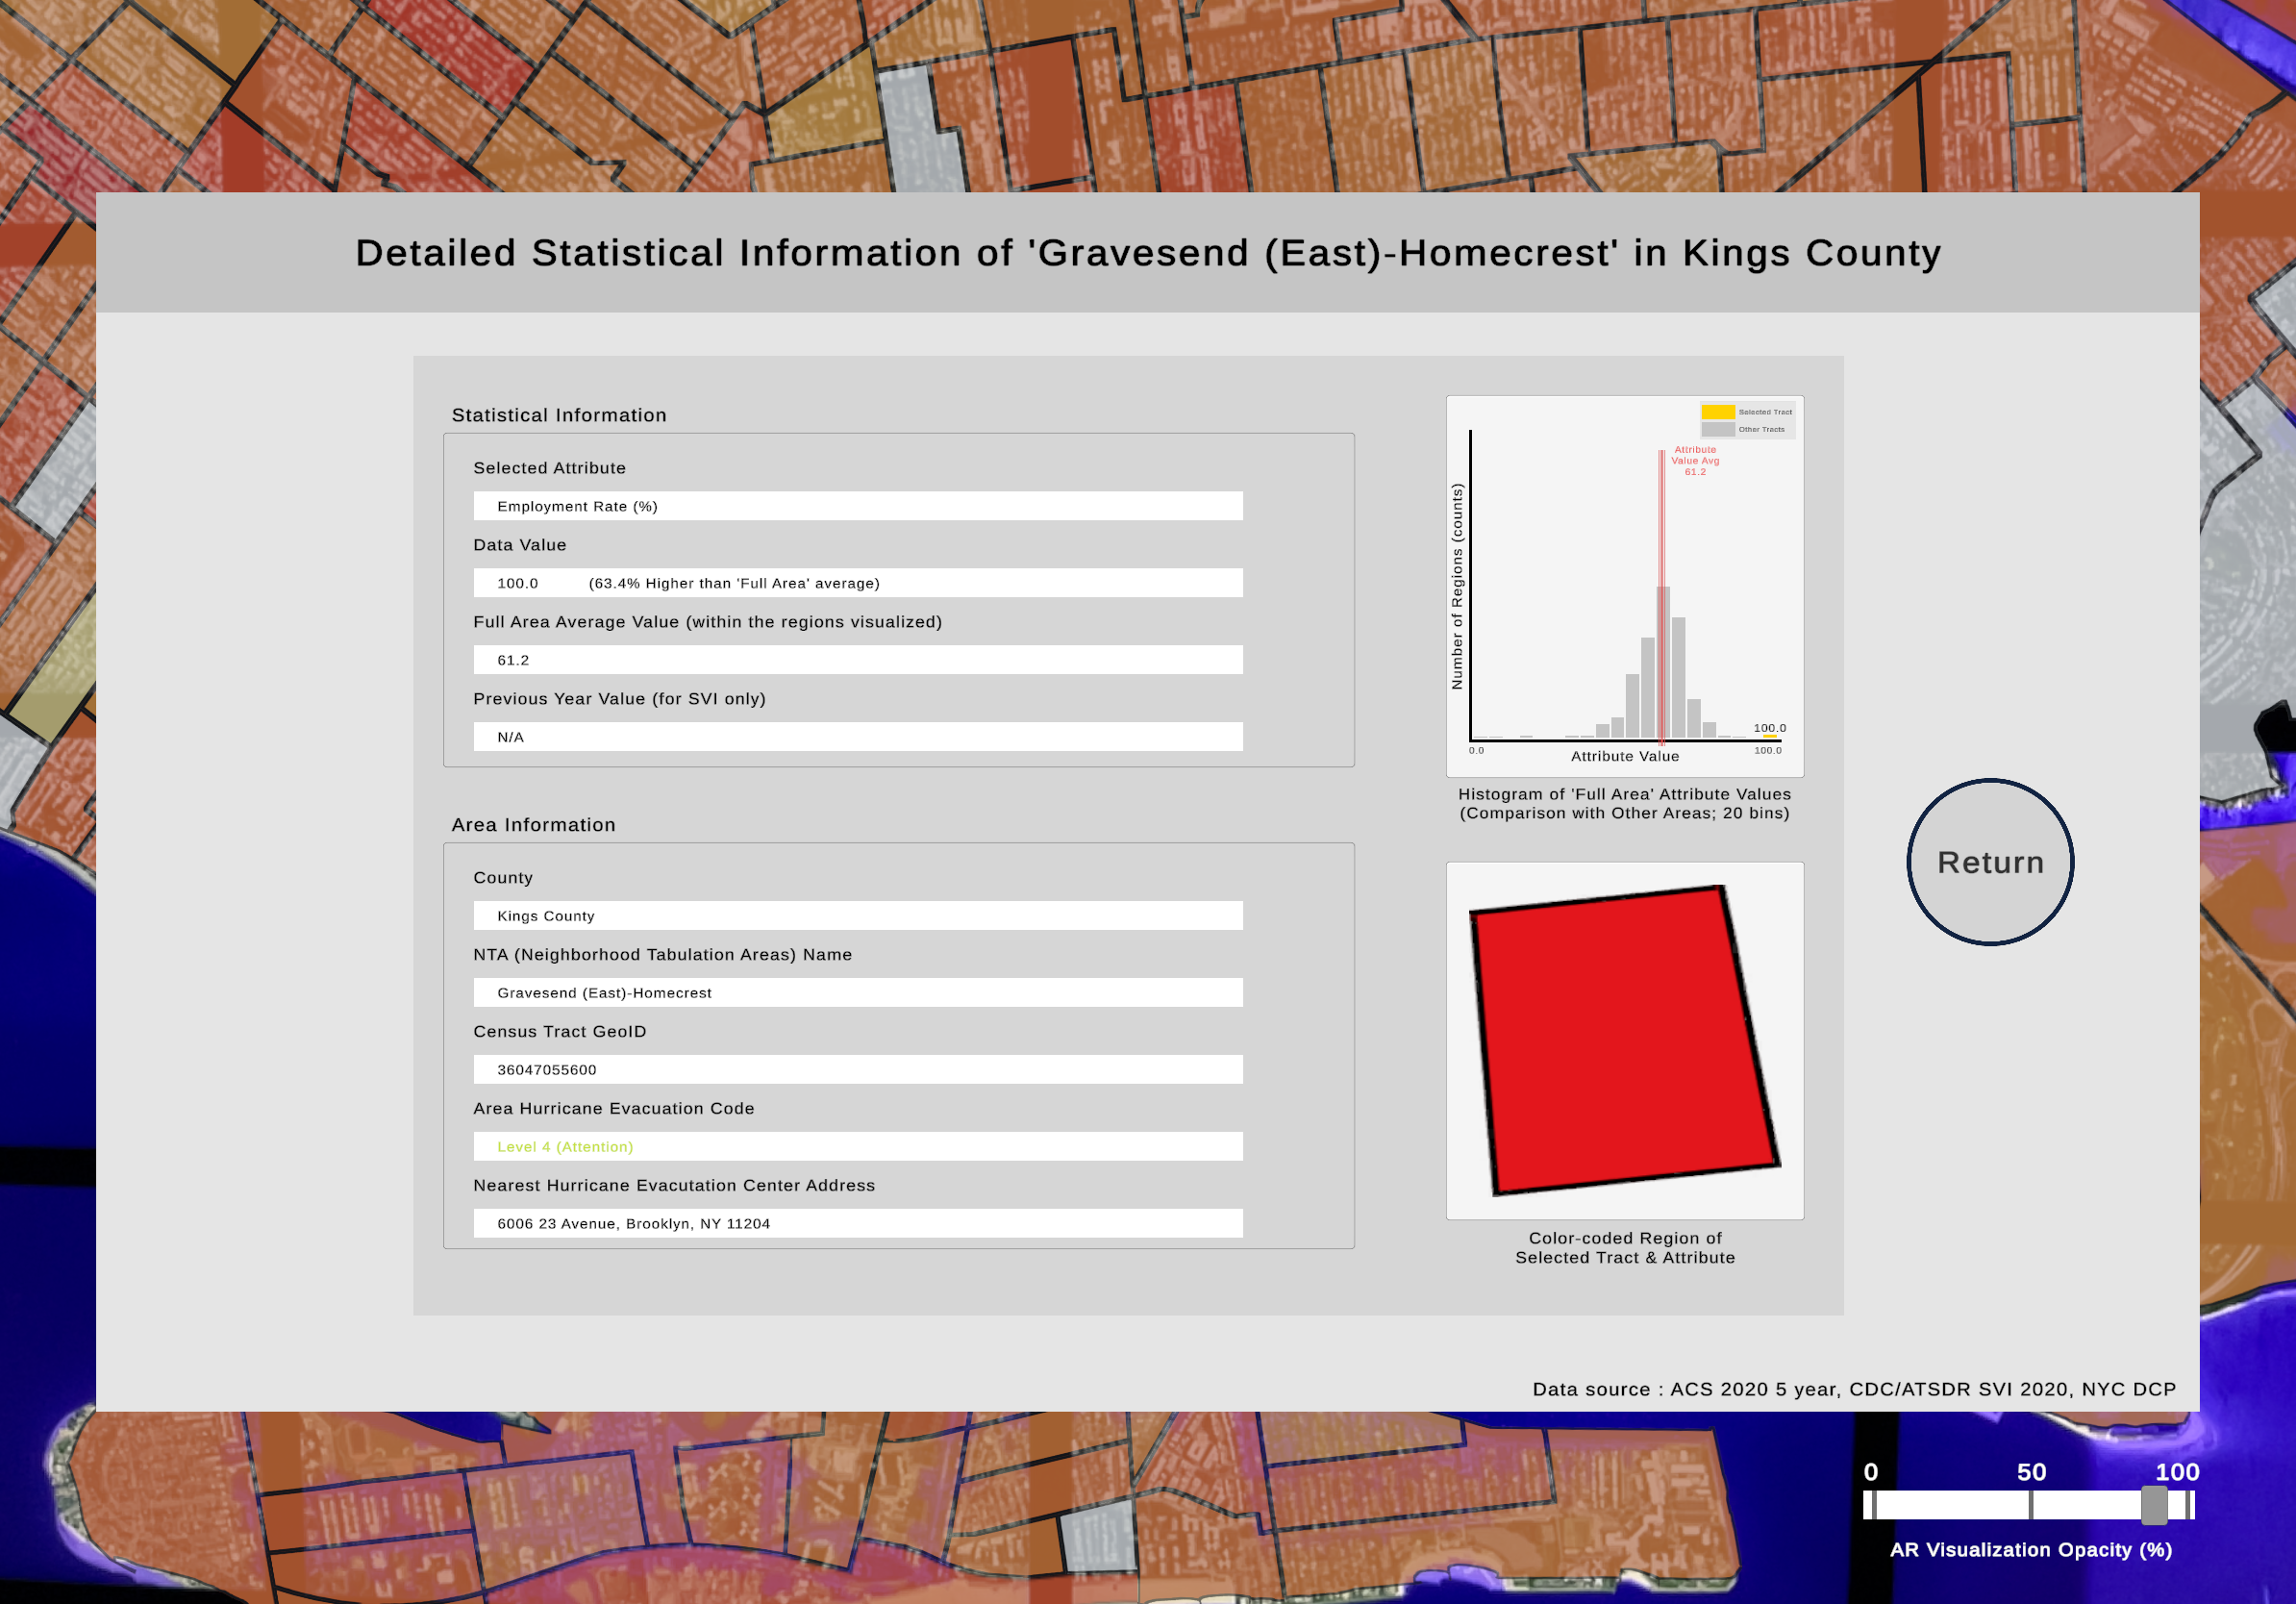 Detailed Statistical Information of 'Gravesend (East)-Homecrest' in Kings County
Statistical Information
Selected Attribute
Employment Rate (%)
Data Value
100.0 (63.4% Higher than 'Full Area' average)
Full Area Average Value (within the regions visualized)
61.2
Previous Year Value (for SVI only)
N/A
Area Information
County
Kings County
NTA (Neighborhood Tabulation Areas) Name
Gravesend (East)-Homecrest
Census Tract GeoID
36047055600
Area Hurricane Evacuation Code
Level 4 (Attention)
Nearest Hurricane Evacutation Center Address
6006 23 Avenue, Brooklyn, NY 11204
Selected Tract
Other Tracts
Attribute
Value Avg
61.2
Number of Regions (counts)
100.0
0.0
100.0
Attribute Value
Histogram of 'Full Area' Attribute Values
(Comparison with Other Areas; 20 bins)
Color-coded Region of
Selected Tract & Attribute
Return
Data source : ACS 2020 5 year, CDC/ATSDR SVI 2020, NYC DCP
0 50 100
AR Visualization Opacity (%)